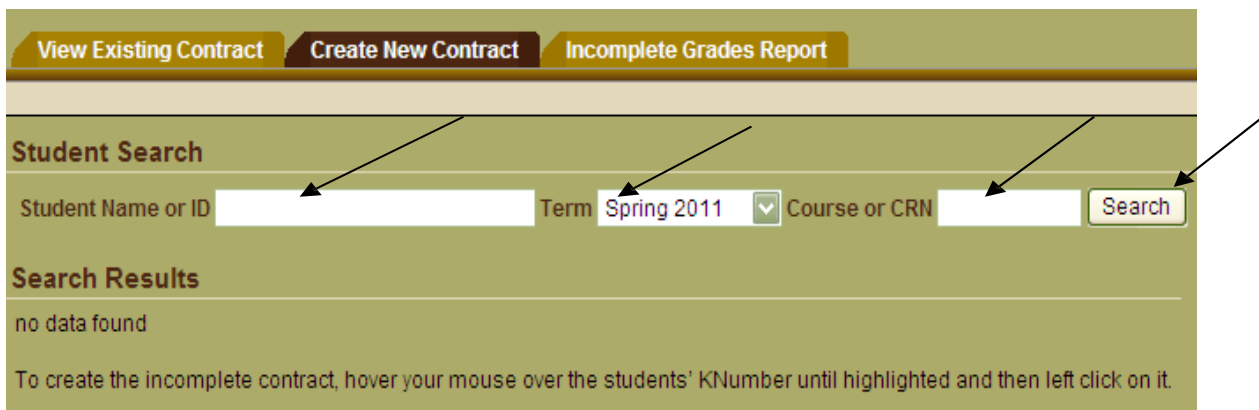 View Existing Contract Create New Contract Incomplete Grades Report
Student Search
Student Name or ID Term Spring 2011 Course or CRN Search
Search Results
no data found
To create the incomplete contract, hover your mouse over the students' KNumber until highlighted and then left click on it.